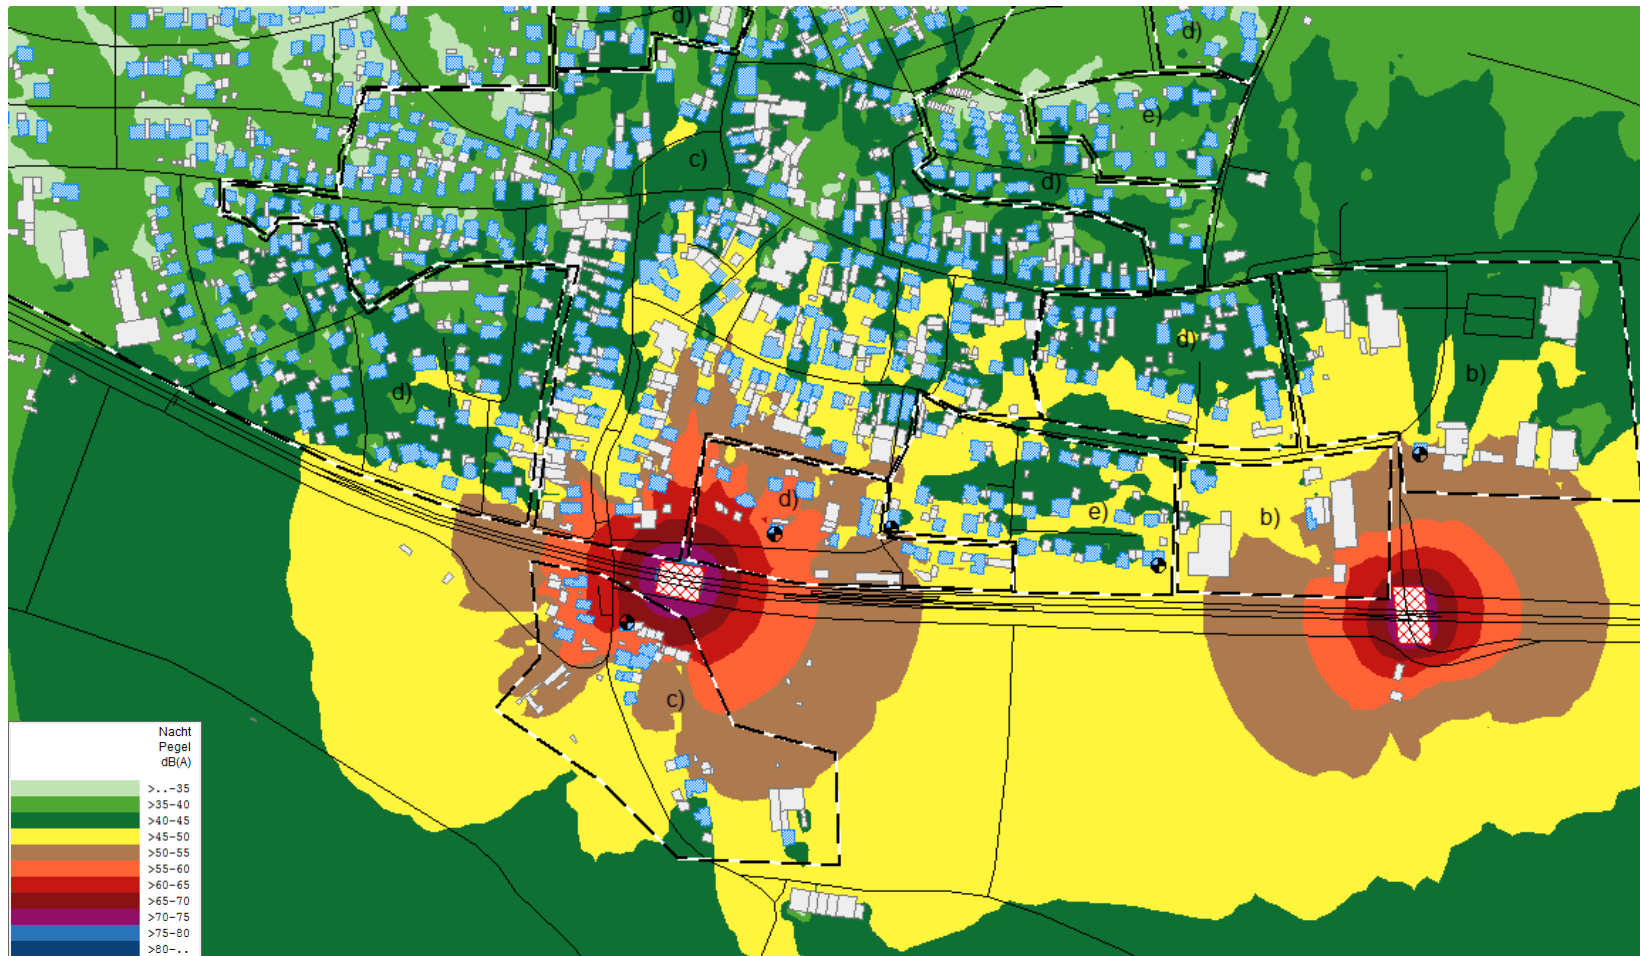 d)
d)
e)
c)
d)
d)
b)
d)
d)
e)
b)
c)
Nacht
Pegel
dB(A)
>..-35
>35-40
>40-45
>45-50
>50-55
>55-60
>60-65
>65-70
>70-75
>75-80
>80-..